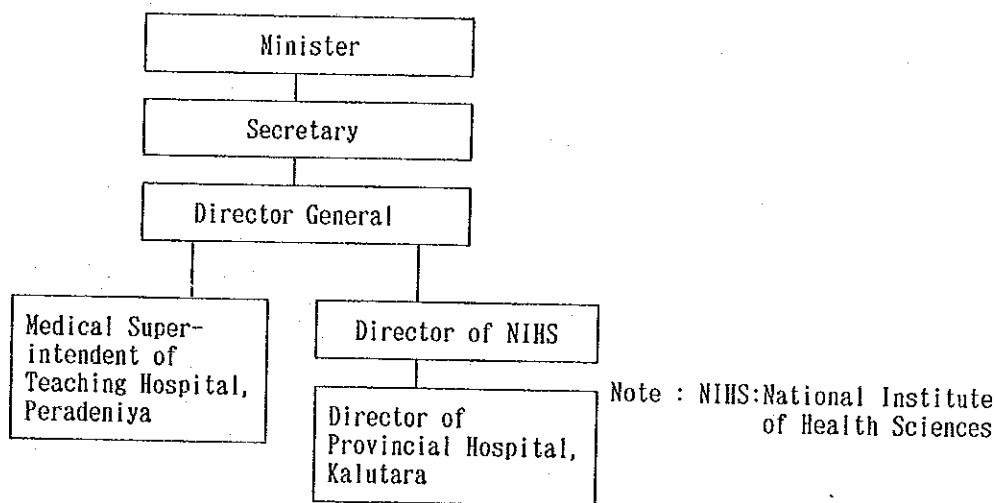 Minister
Secretary
Director General
Medical Super-
intendent of
Teaching Hospital,
Peradeniya
Director of NIHS
Director of
Provincial Hospital,
Kalutara
Note : NIHS:National Institute
of Health Sciences